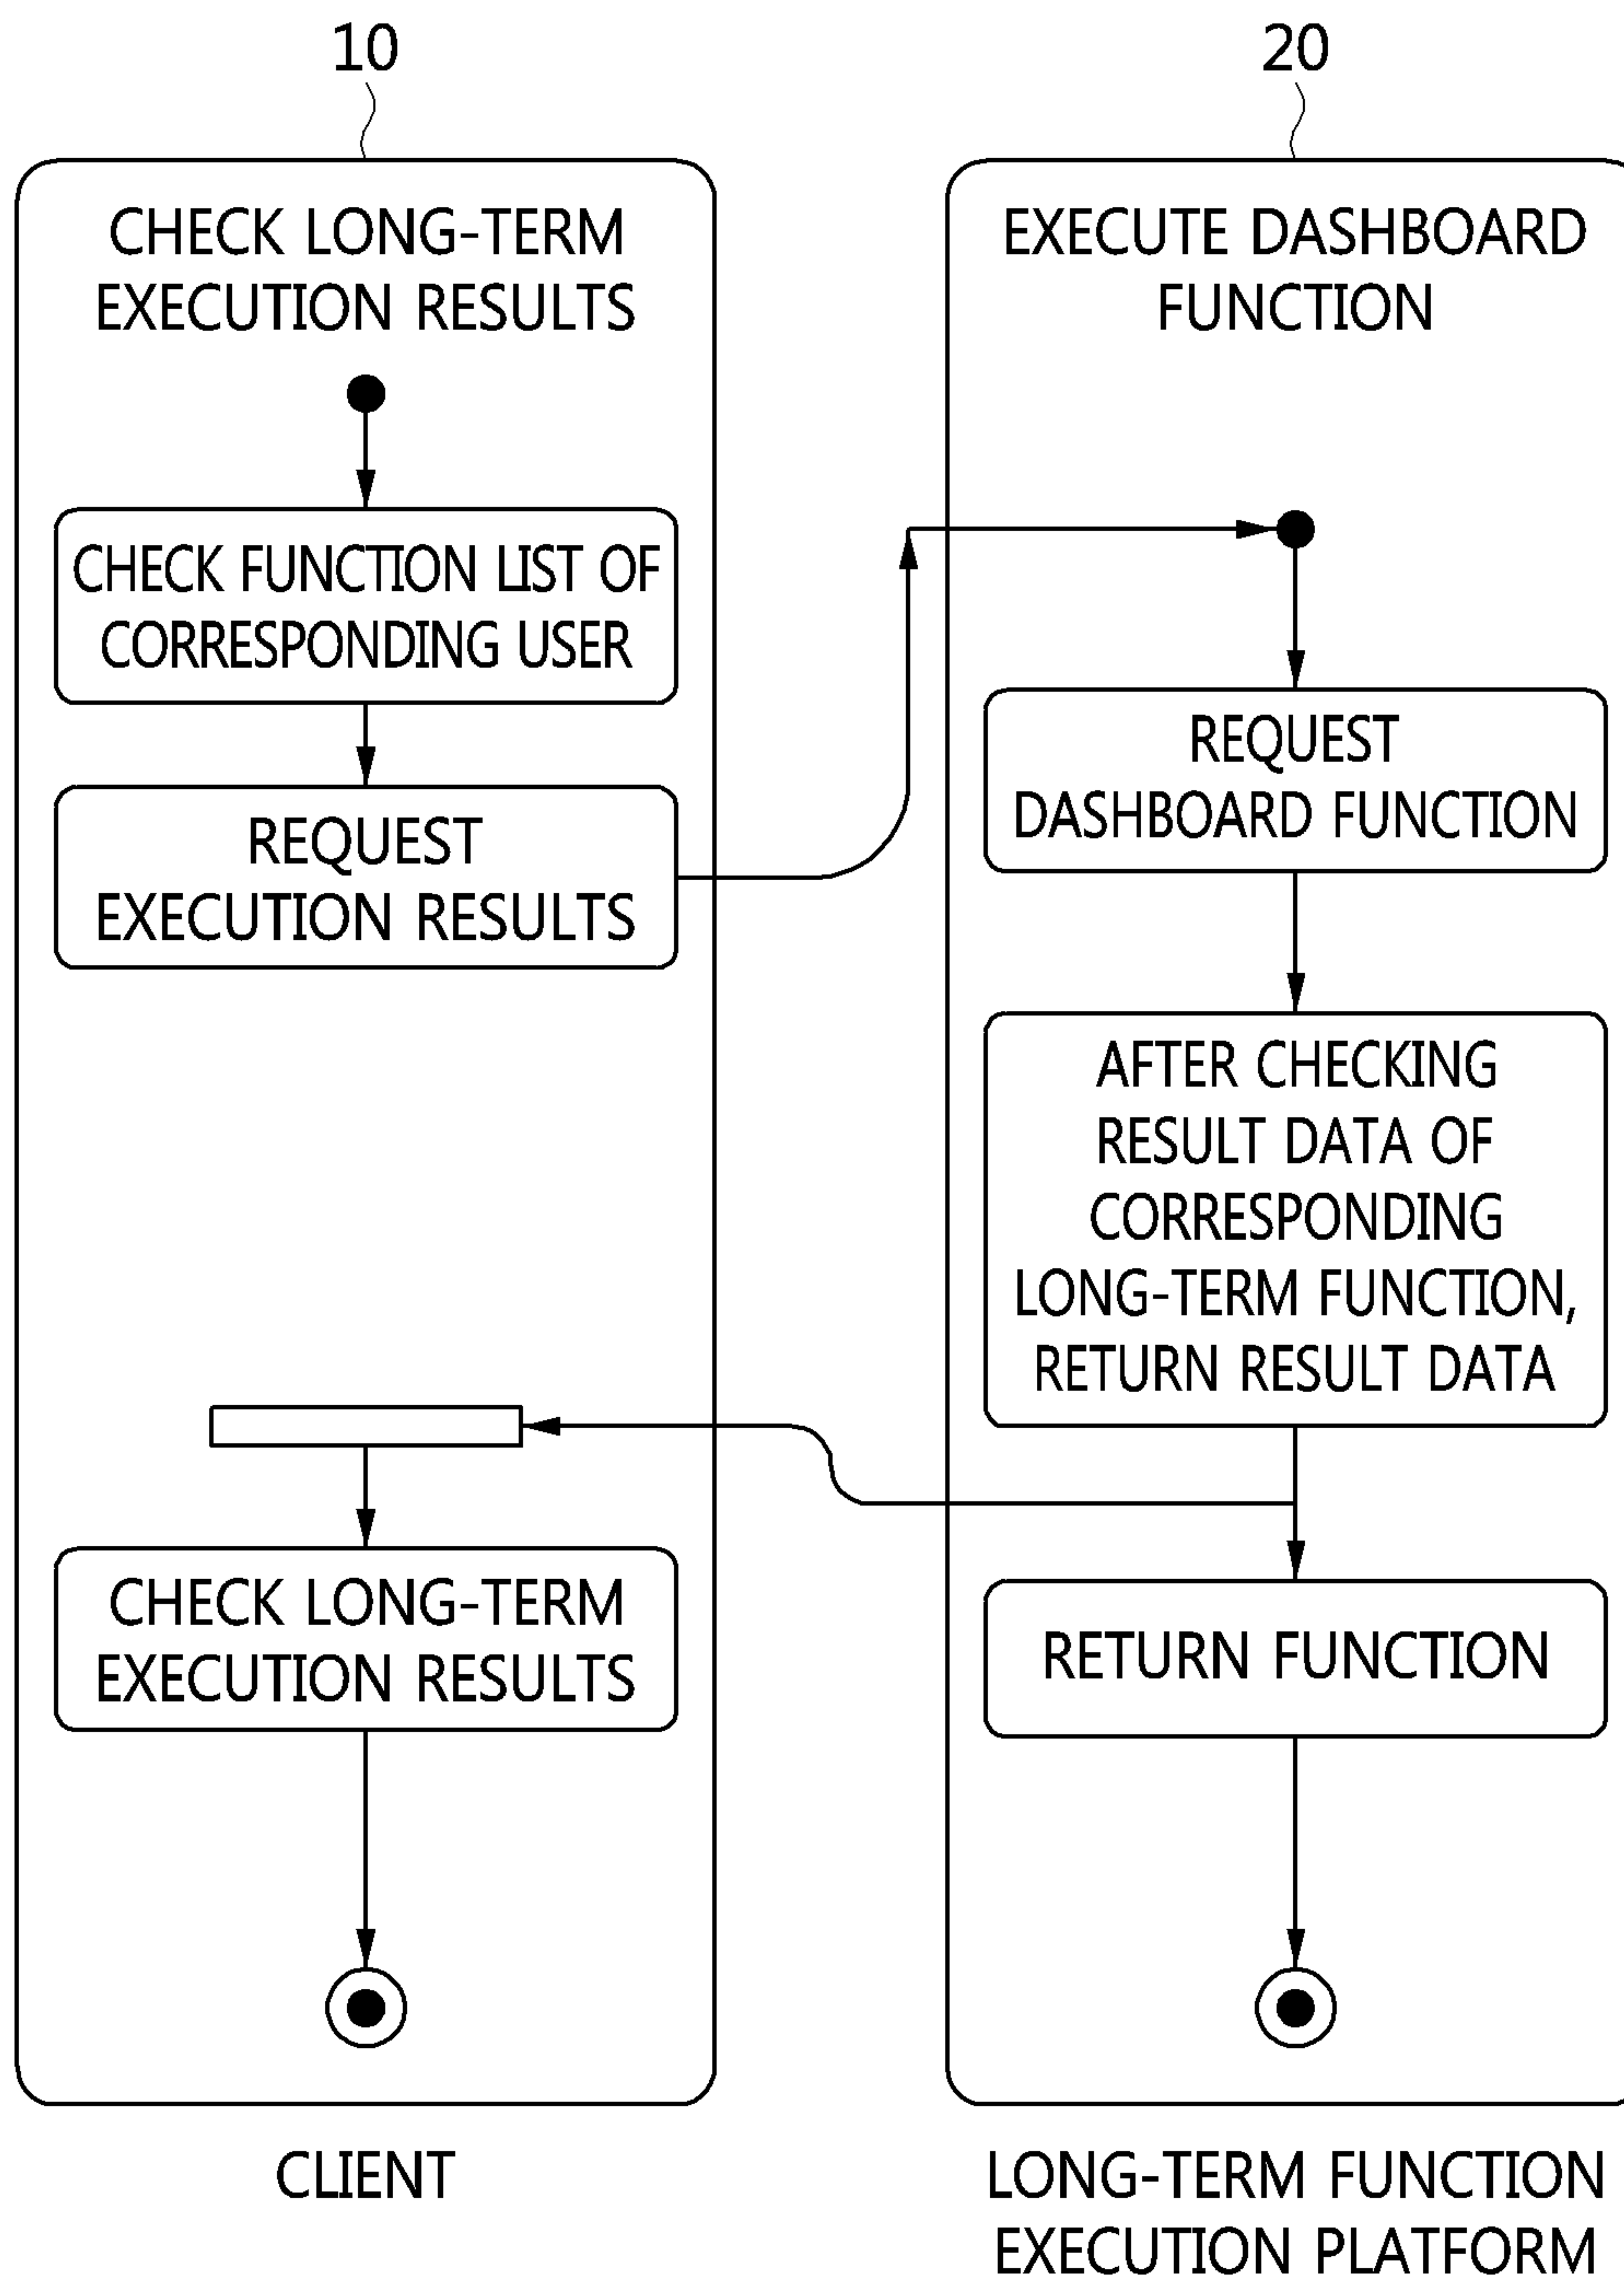 10
CHECK LONG-TERM
EXECUTION RESULTS
CHECK FUNCTION LIST OF
CORRESPONDING USER
REQUEST
EXECUTION RESULTS
CHECK LONG-TERM
EXECUTION RESULTS
CLIENT
20
EXECUTE DASHBOARD
FUNCTION
REQUEST
DASHBOARD FUNCTION
AFTER CHECKING
RESULT DATA OF
CORRESPONDING
LONG-TERM FUNCTION,
RETURN RESULT DATA
RETURN FUNCTION
LONG-TERM FUNCTION
EXECUTION PLATFORM